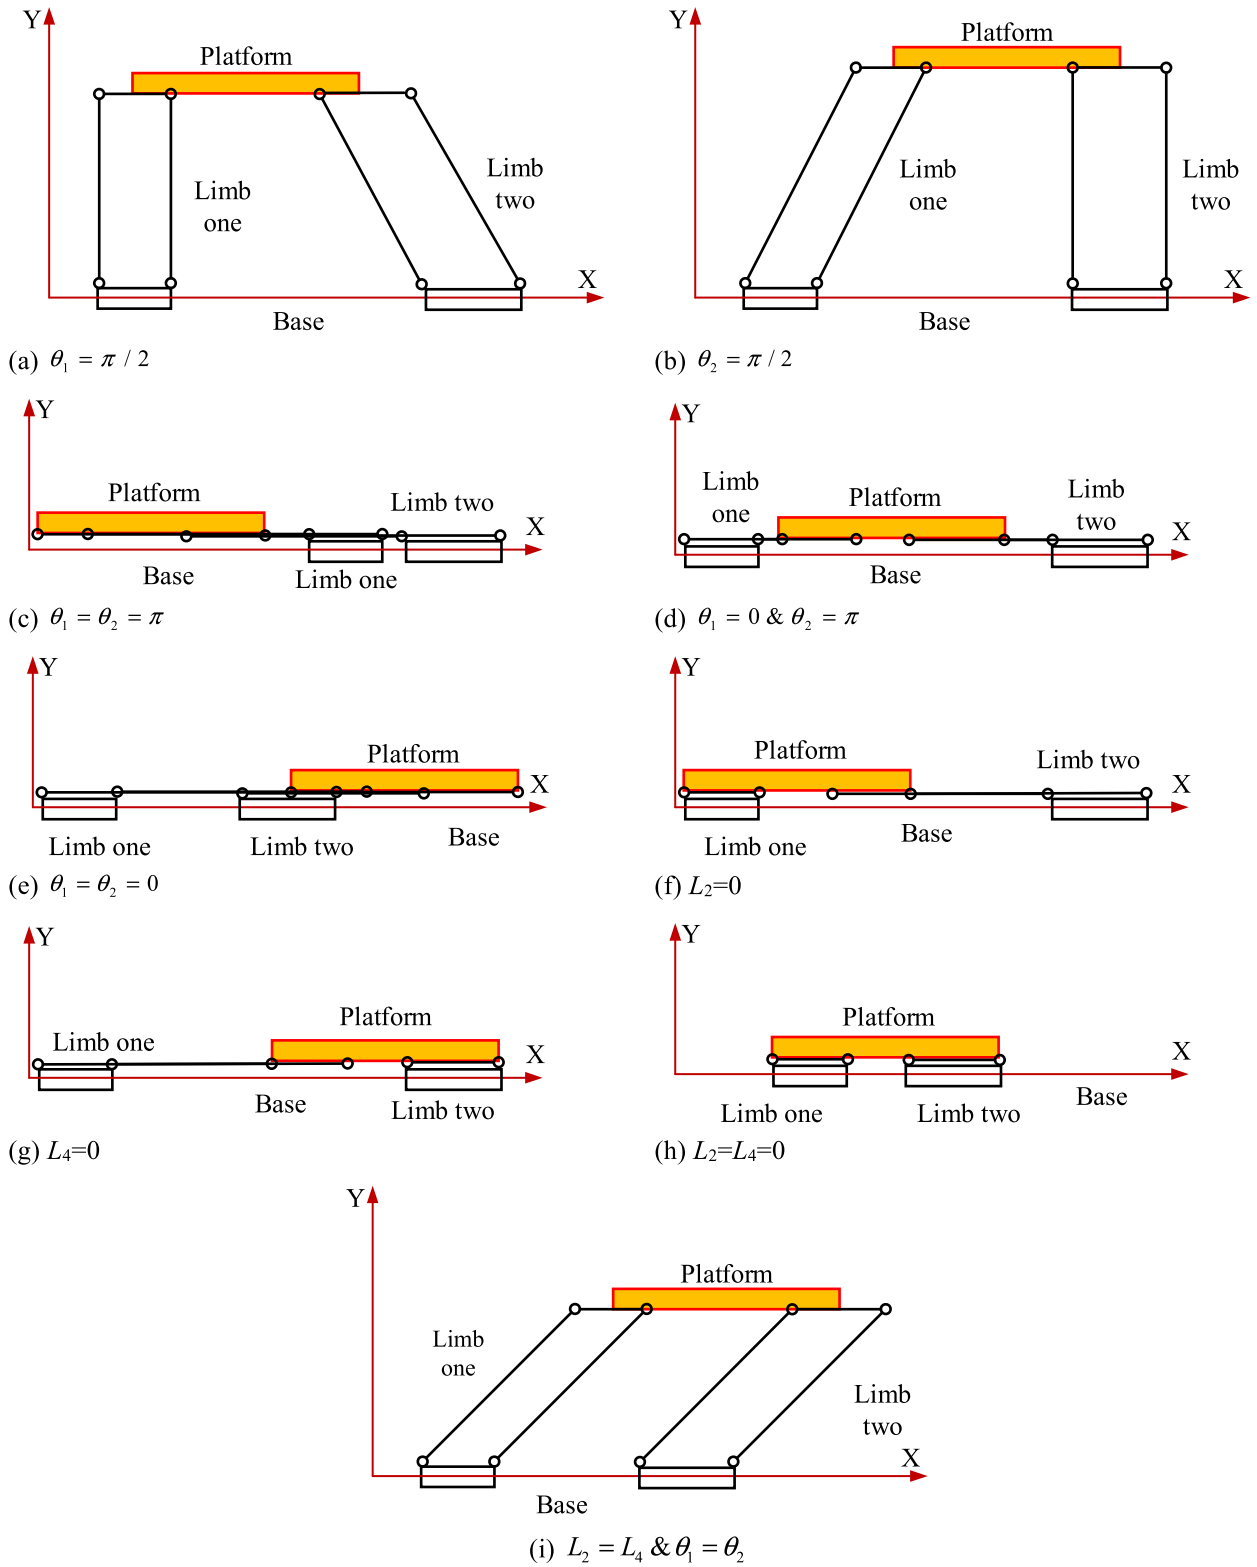 Y
Platform
Limb
one
Limb
two
X
Base
(a) θ₁ = π / 2
Y
Platform
Limb
one
Limb
two
X
Base
(b) θ₂ = π / 2
Y
Platform
Limb two
X
Base
Limb one
(c) θ₁ = θ₂ = π
Y
Limb
one
Platform
Limb
two
X
Base
(d) θ₁ = 0 & θ₂ = π
Y
Platform
X
Limb one
Limb two
Base
(e) θ₁ = θ₂ = 0
Y
Platform
Limb two
X
Limb one
Base
(f) L₂=0
Y
Limb one
Platform
X
Base
Limb two
(g) L₄=0
Y
Platform
X
Limb one
Limb two
Base
(h) L₂=L₄=0
Y
Platform
Limb
one
Limb
two
X
Base
(i) L₂ = L₄ & θ₁ = θ₂